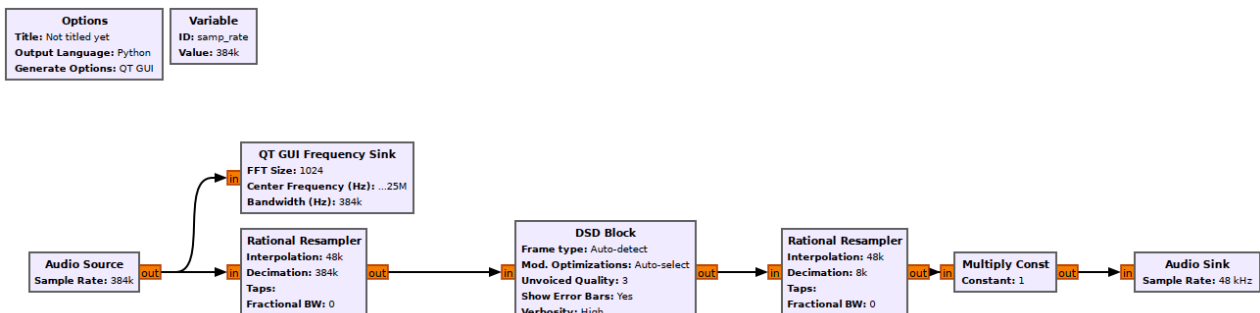 Options
Title: Not titled yet
Output Language: Python
Generate Options: QT GUI
Variable
ID: samp_rate
Value: 384k
QT GUI Frequency Sink
FFT Size: 1024
Center Frequency (Hz): ...25M
Bandwidth (Hz): 384k
in
Audio Source
Sample Rate: 384k
out
in
Rational Resampler
Interpolation: 48k
Decimation: 384k
Taps:
Fractional BW: 0
out
in
DSD Block
Frame type: Auto-detect
Mod. Optimizations: Auto-select
Unvoiced Quality: 3
Show Error Bars: Yes
Verbosity: High
out
in
Rational Resampler
Interpolation: 48k
Decimation: 8k
Taps:
Fractional BW: 0
out
in
Multiply Const
Constant: 1
out
in
Audio Sink
Sample Rate: 48 kHz